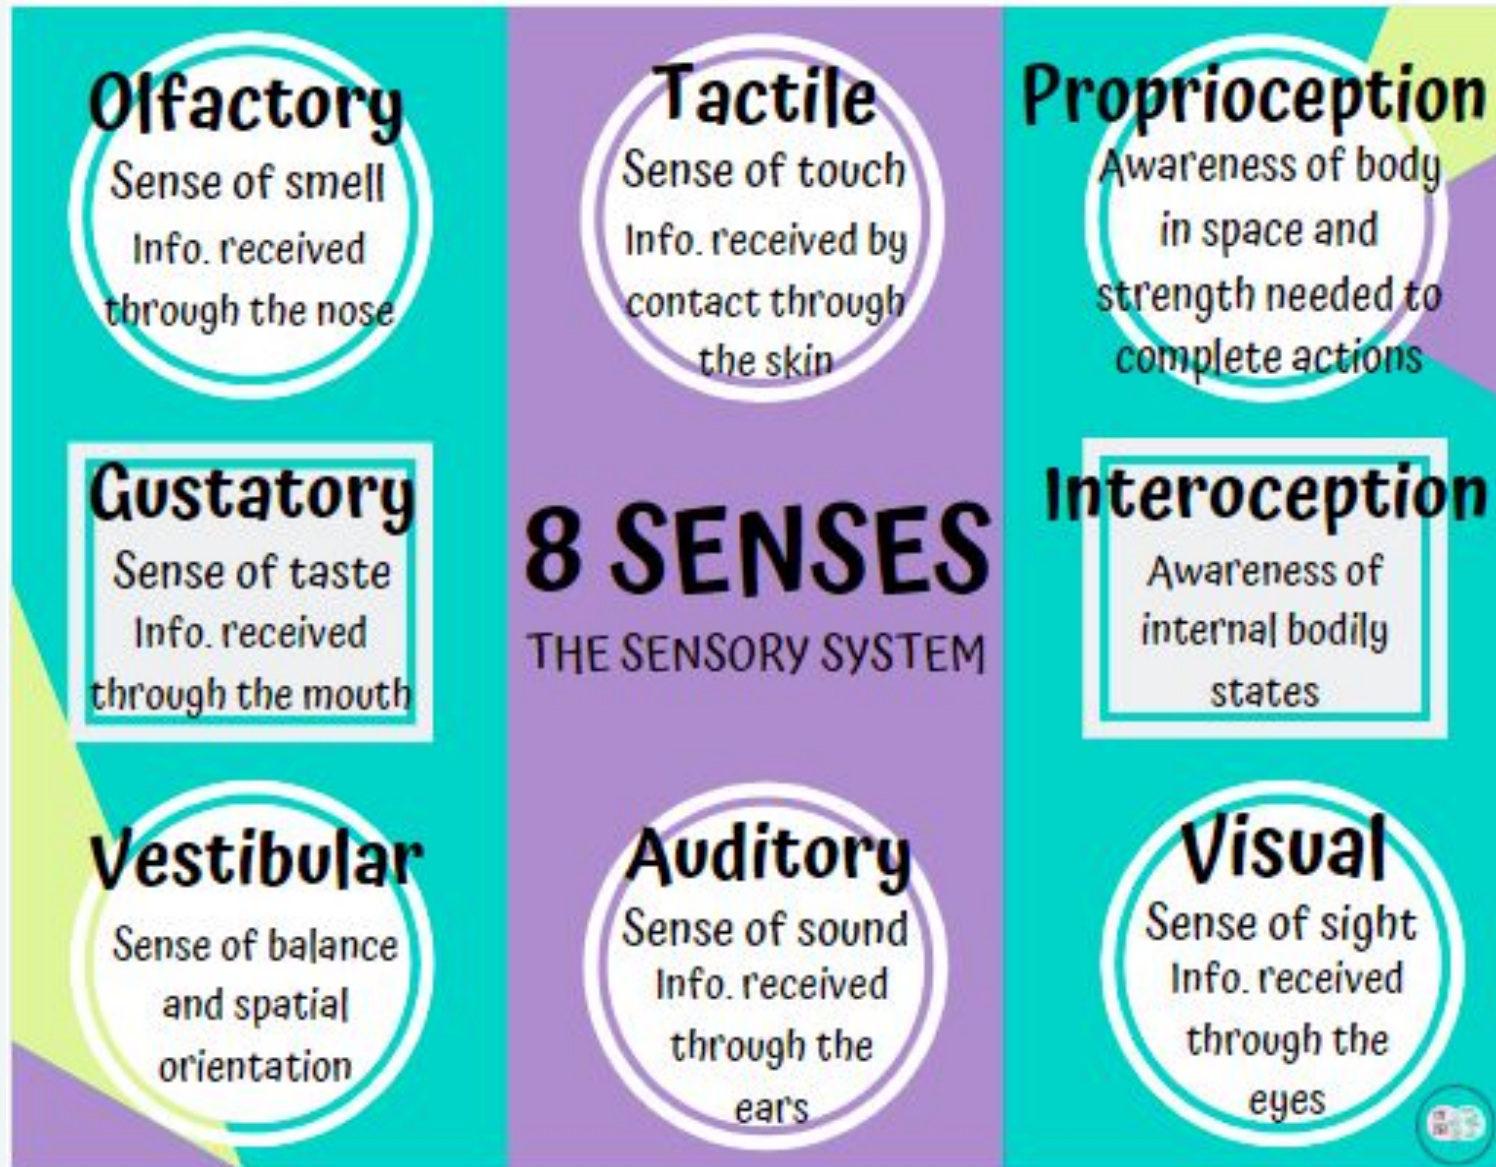 Olfactory
Sense of smell
Info. received
through the nose
Tactile
Sense of touch
Info. received by
contact through
the skin
Proprioception
Awareness of body
in space and
strength needed to
complete actions
Gustatory
Sense of taste
Info. received
through the mouth
8 SENSES
THE SENSORY SYSTEM
Interoception
Awareness of
internal bodily
states
Vestibular
Sense of balance
and spatial
orientation
Auditory
Sense of sound
Info. received
through the
ears
Visual
Sense of sight
Info. received
through the
eyes